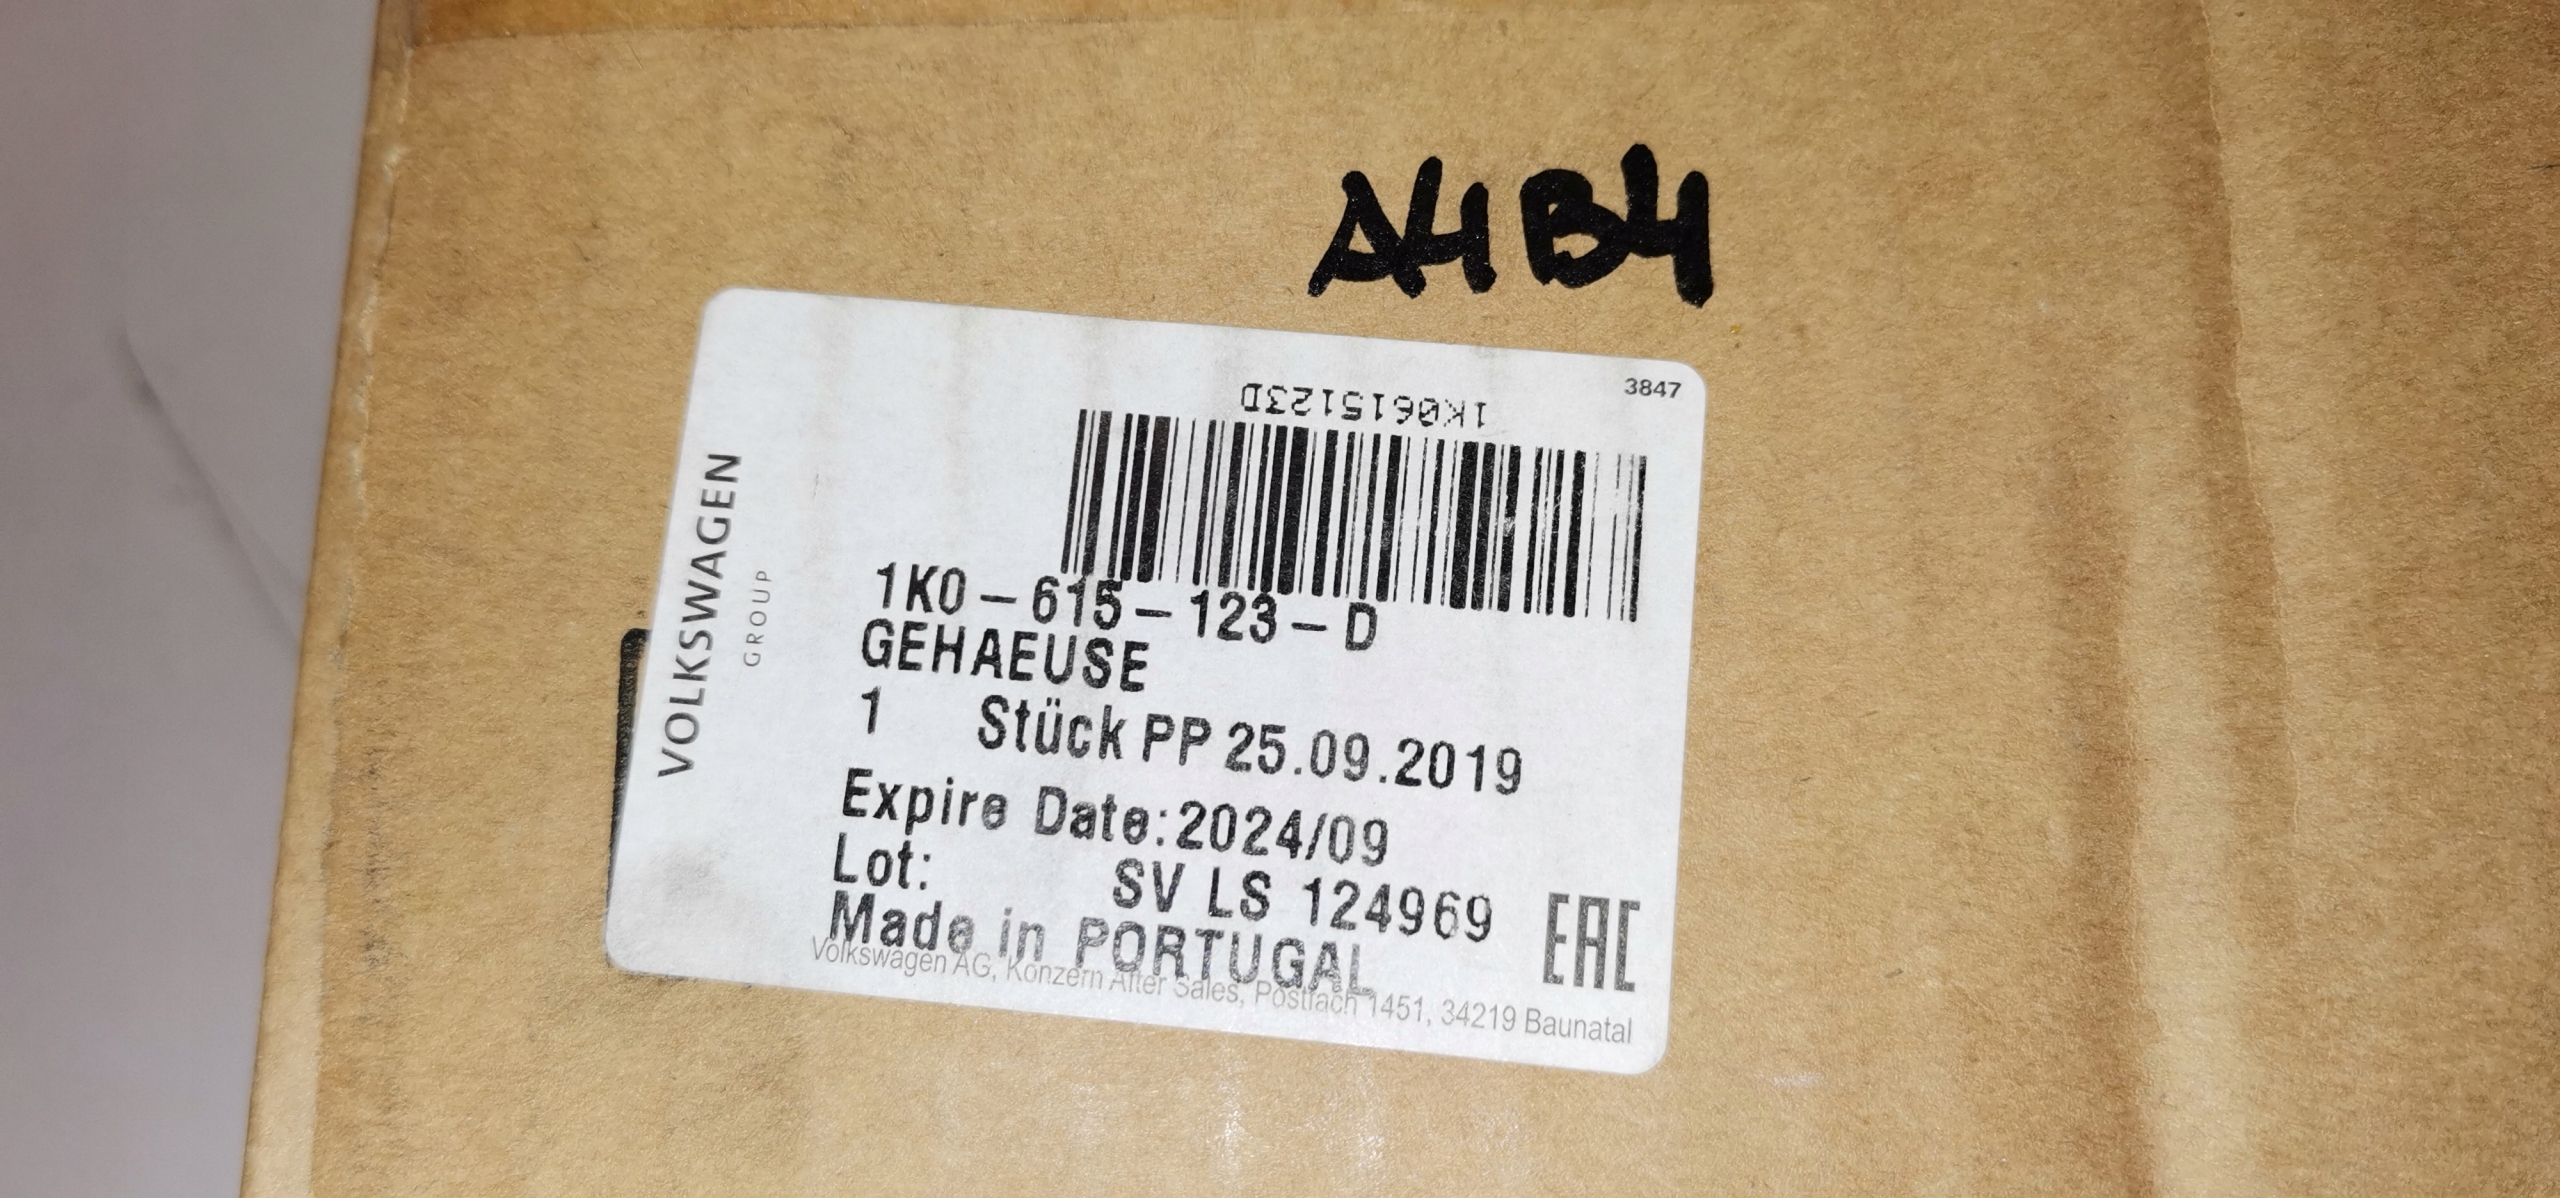 A4B4
3847
1K0615123D
VOLKSWAGEN
GROUP
1K0-615-123-D
GEHAEUSE
1 Stück PP 25.09.2019
Expire Date:2024/09
Lot: SV LS 124969
Made in PORTUGAL
EAC
Volkswagen AG, Konzern After Sales, Postfach 1451, 34219 Baunatal